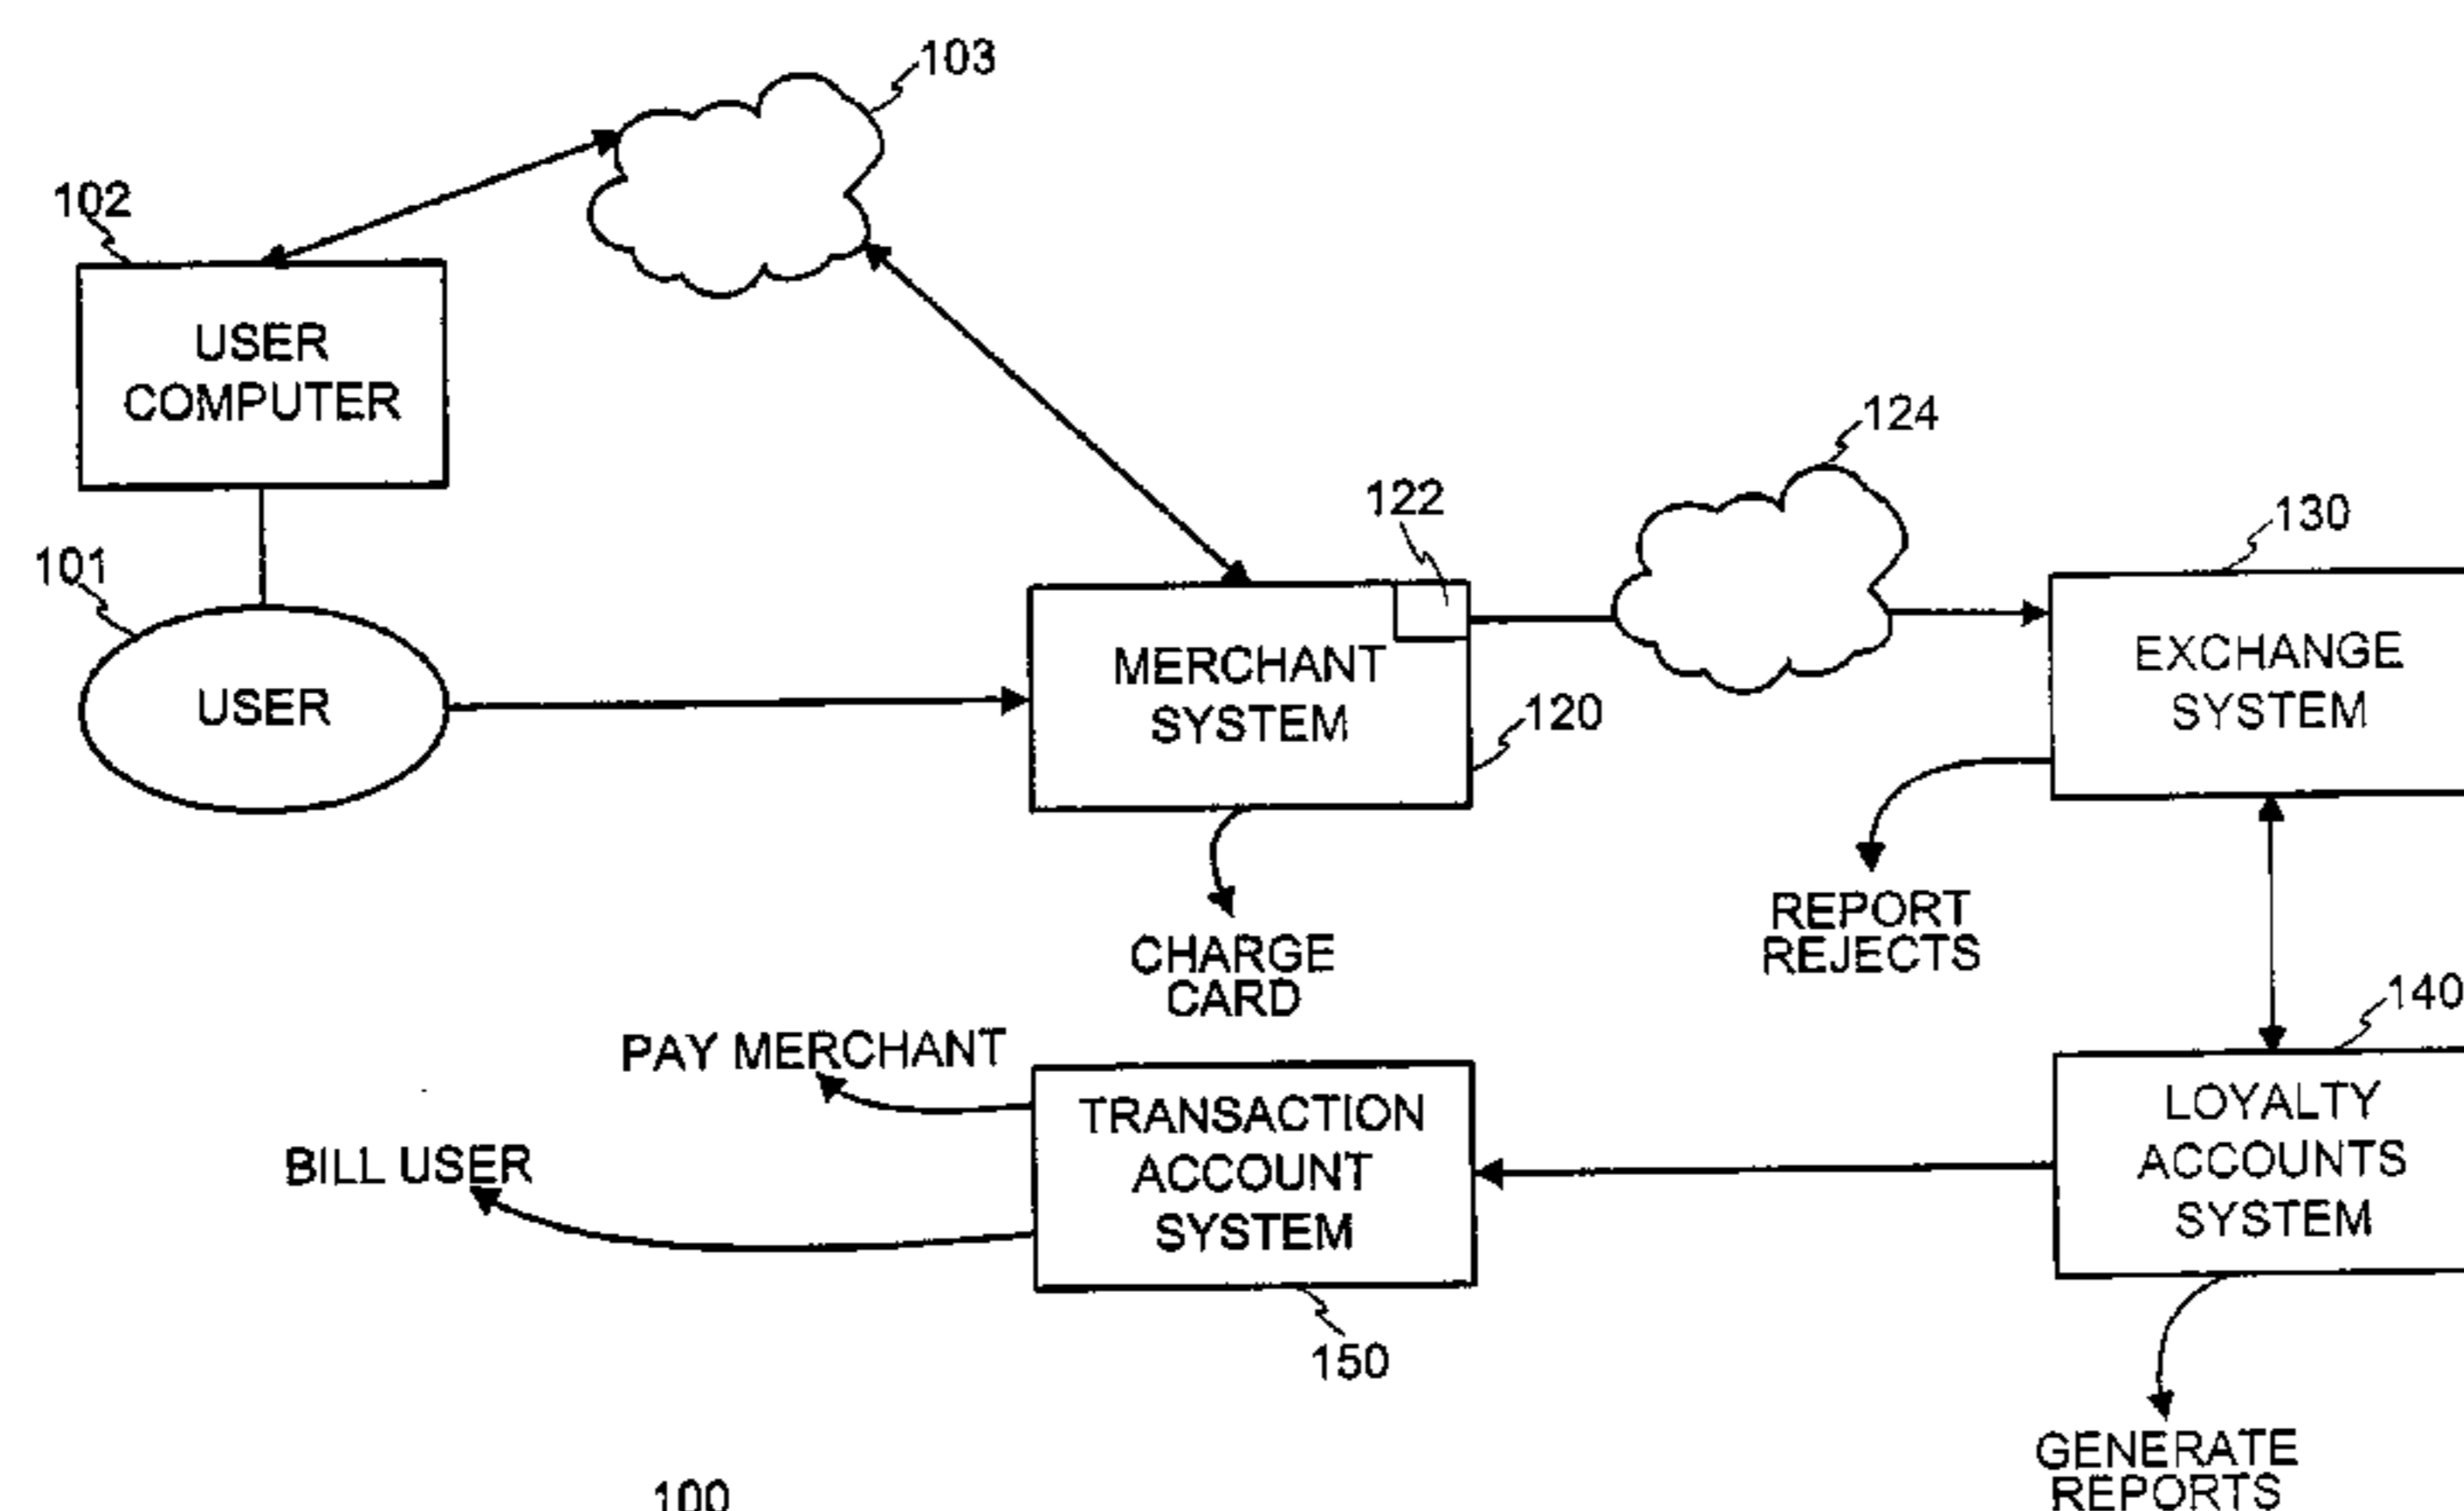 103
102
USER
COMPUTER
124
122
130
101
USER
MERCHANT
SYSTEM
120
EXCHANGE
SYSTEM
REPORT
REJECTS
CHARGE
CARD
140
PAY MERCHANT
TRANSACTION
ACCOUNT
SYSTEM
LOYALTY
ACCOUNTS
SYSTEM
BILL USER
150
GENERATE
REPORTS
100